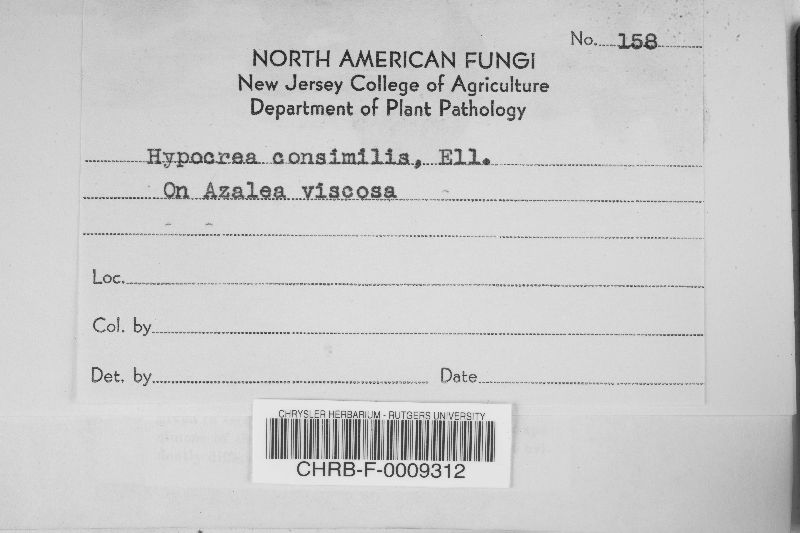 No. 158
NORTH AMERICAN FUNGI
New Jersey College of Agriculture
Department of Plant Pathology
Hypocrea consimilis, Ell.
On Azalea viscosa
Loc.
Col. by
Det. by Date
CHRYSLER HERBARIUM - RUTGERS UNIVERSITY
CHRB-F-0009312